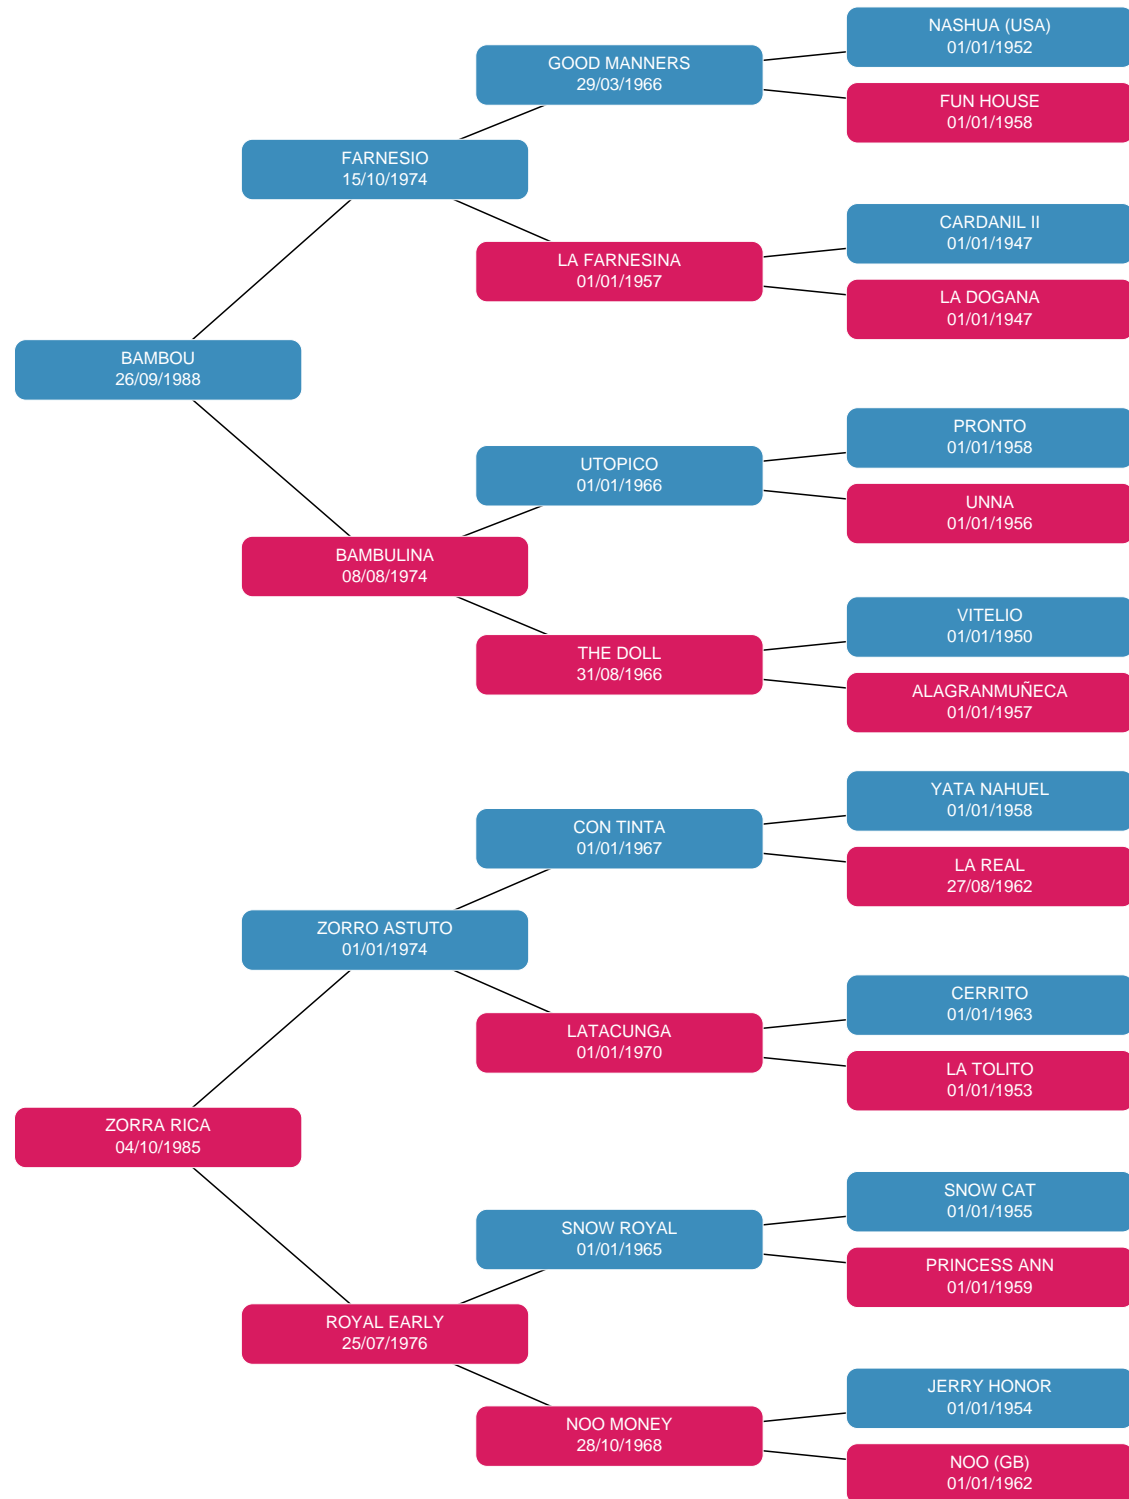 NASHUA (USA)
01/01/1952
GOOD MANNERS
29/03/1966
FUN HOUSE
01/01/1958
FARNESIO
15/10/1974
CARDANIL II
01/01/1947
LA FARNESINA
01/01/1957
LA DOGANA
01/01/1947
BAMBOU
26/09/1988
PRONTO
01/01/1958
UTOPICO
01/01/1966
UNNA
01/01/1956
BAMBULINA
08/08/1974
VITELIO
01/01/1950
THE DOLL
31/08/1966
ALAGRANMUÑECA
01/01/1957
YATA NAHUEL
01/01/1958
CON TINTA
01/01/1967
LA REAL
27/08/1962
ZORRO ASTUTO
01/01/1974
CERRITO
01/01/1963
LATACUNGA
01/01/1970
LA TOLITO
01/01/1953
ZORRA RICA
04/10/1985
SNOW CAT
01/01/1955
SNOW ROYAL
01/01/1965
PRINCESS ANN
01/01/1959
ROYAL EARLY
25/07/1976
JERRY HONOR
01/01/1954
NOO MONEY
28/10/1968
NOO (GB)
01/01/1962